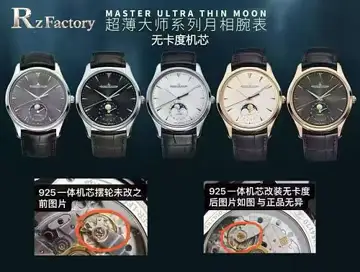 Rz Factory
MASTER ULTRA THIN MOON
超薄大师系列月相腕表
无卡度机芯
925一体机芯摆轮未改之
前图片
925一体机芯改装无卡度
后图片如图 与正品无异